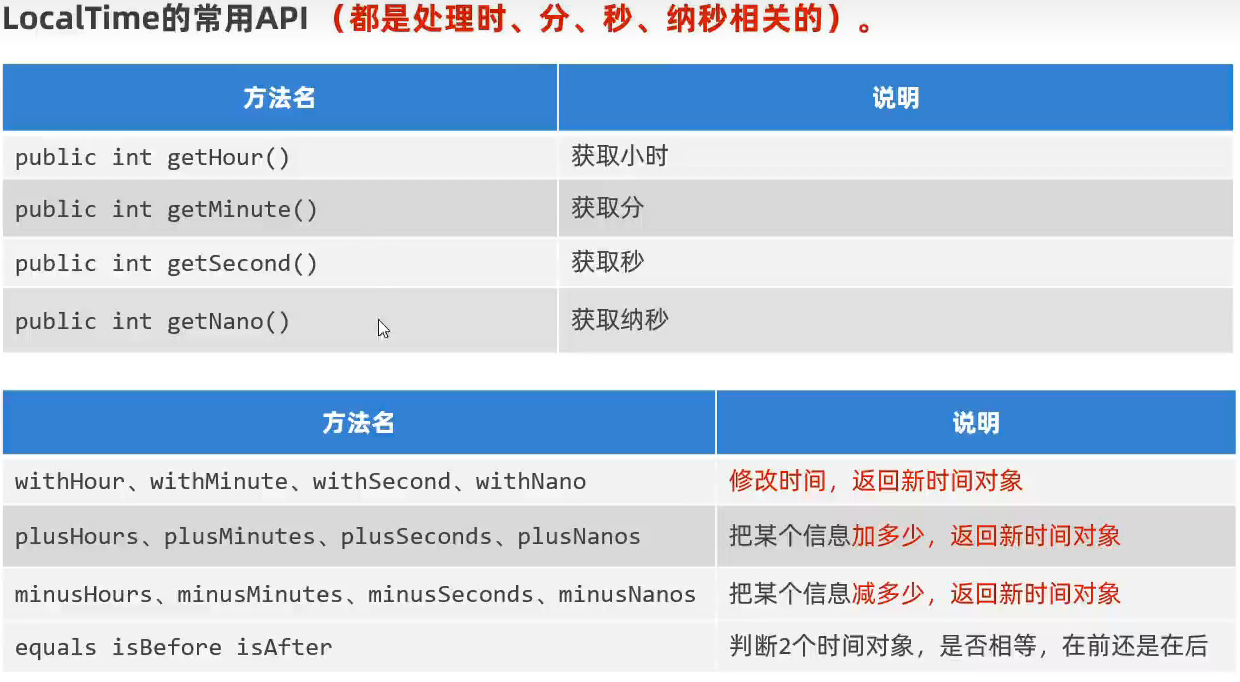 LocalTime的常用API（都是处理时、分、秒、纳秒相关的）。
方法名 说明
public int getHour() 获取小时
public int getMinute() 获取分
public int getSecond() 获取秒
public int getNano() 获取纳秒
方法名 说明
withHour、withMinute、withSecond、withNano 修改时间，返回新时间对象
plusHours、plusMinutes、plusSeconds、plusNanos 把某个信息加多少，返回新时间对象
minusHours、minusMinutes、minusSeconds、minusNanos 把某个信息减多少，返回新时间对象
equals isBefore isAfter 判断2个时间对象，是否相等，在前还是在后